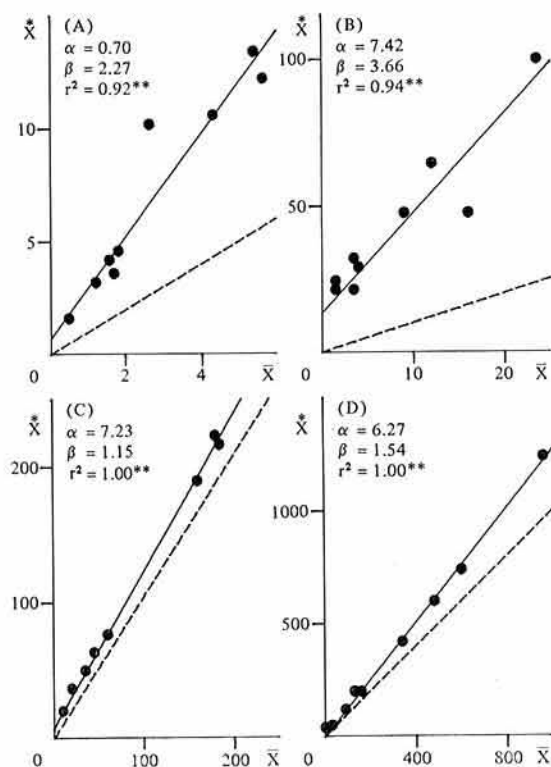 X* (A)
α = 0.70
β = 2.27
r² = 0.92**
10
5
0 2 4 X̄
X* (B)
α = 7.42
β = 3.66
r² = 0.94**
100
50
0 10 20 X̄
X* (C)
α = 7.23
β = 1.15
r² = 1.00**
200
100
0 100 200 X̄
X* (D)
α = 6.27
β = 1.54
r² = 1.00**
1000
500
0 400 800 X̄